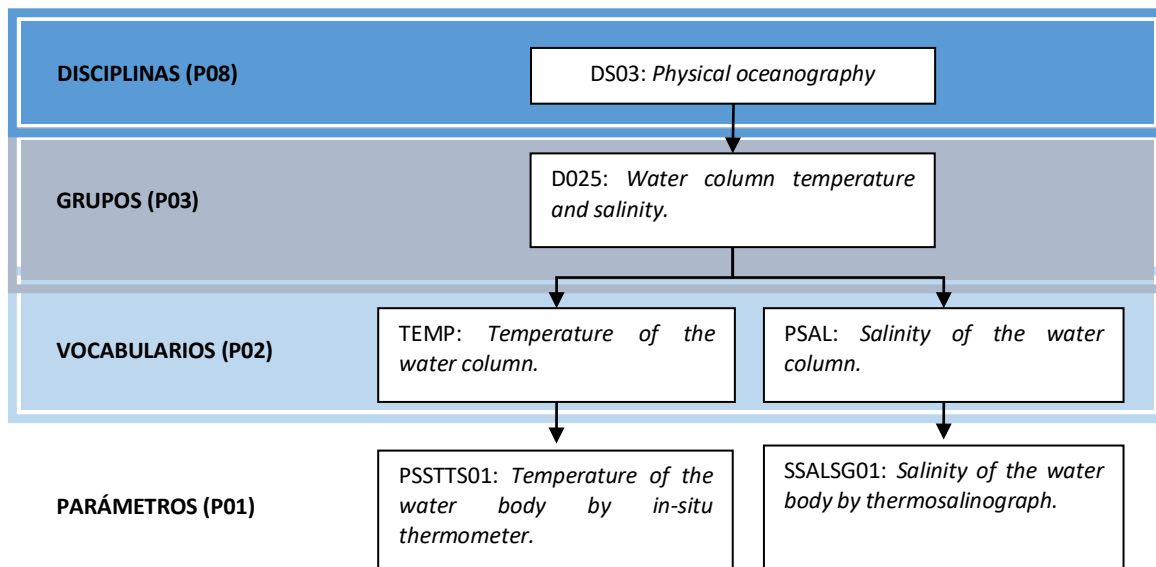 DISCIPLINAS (P08)
DS03: Physical oceanography
GRUPOS (P03)
D025: Water column temperature
and salinity.
VOCABULARIOS (P02)
TEMP: Temperature of the
water column.
PSAL: Salinity of the water
column.
PARÁMETROS (P01)
PSSTTS01: Temperature of the
water body by in-situ
thermometer.
SSALSG01: Salinity of the water
body by thermosalinograph.